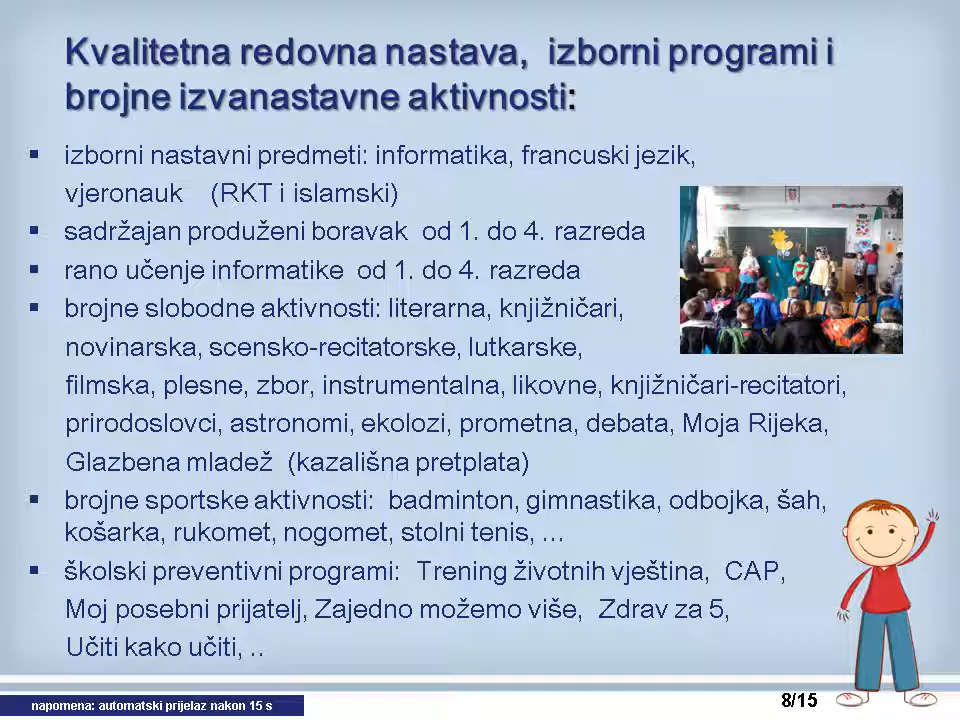 Kvalitetna redovna nastava, izborni programi i
brojne izvanastavne aktivnosti:
▪ izborni nastavni predmeti: informatika, francuski jezik,
vjeronauk (RKT i islamski)
▪ sadržajan produženi boravak od 1. do 4. razreda
▪ rano učenje informatike od 1. do 4. razreda
▪ brojne slobodne aktivnosti: literarna, knjižničari,
novinarska, scensko-recitatorske, lutkarske,
filmska, plesne, zbor, instrumentalna, likovne, knjižničari-recitatori,
prirodoslovci, astronomi, ekolozi, prometna, debata, Moja Rijeka,
Glazbena mladež (kazališna pretplata)
▪ brojne sportske aktivnosti: badminton, gimnastika, odbojka, šah,
košarka, rukomet, nogomet, stolni tenis, ...
▪ školski preventivni programi: Trening životnih vještina, CAP,
Moj posebni prijatelj, Zajedno možemo više, Zdrav za 5,
Učiti kako učiti, ..
napomena: automatski prijelaz nakon 15 s
8/15